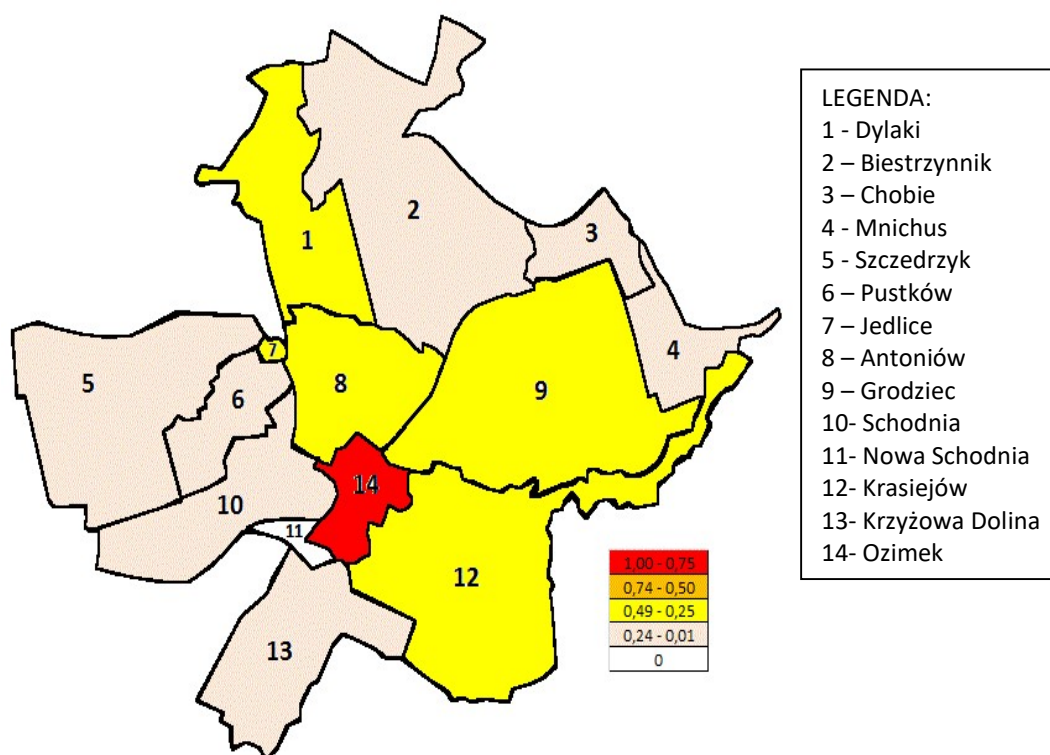 LEGENDA:
1 - Dylaki
2 – Biestrzynnik
3 – Chobie
4 - Mnichus
5 - Szczedrzyk
6 – Pustków
7 – Jedlice
8 – Antoniów
9 – Grodziec
10- Schodnia
11- Nowa Schodnia
12- Krasiejów
13- Krzyżowa Dolina
14- Ozimek
2
3
1
7
4
5
8
9
6
14
10
11
12
13
1,00 - 0,75
0,74 - 0,50
0,49 - 0,25
0,24 - 0,01
0